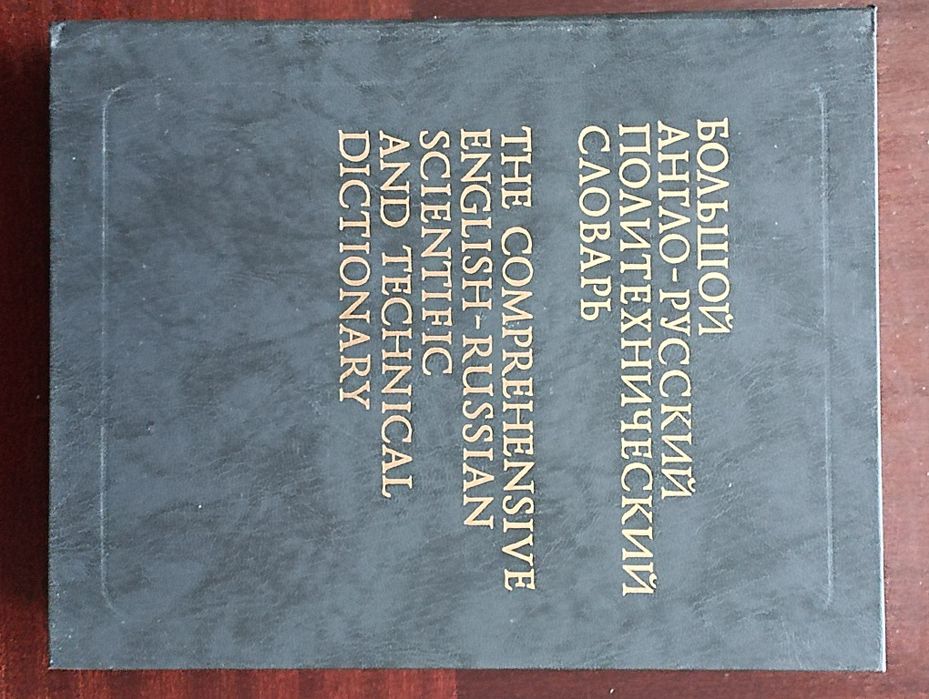 БОЛЬШОЙ
АНГЛО-РУССКИЙ
ПОЛИТЕХНИЧЕСКИЙ
СЛОВАРЬ
THE COMPREHENSIVE
ENGLISH-RUSSIAN
SCIENTIFIC
AND TECHNICAL
DICTIONARY